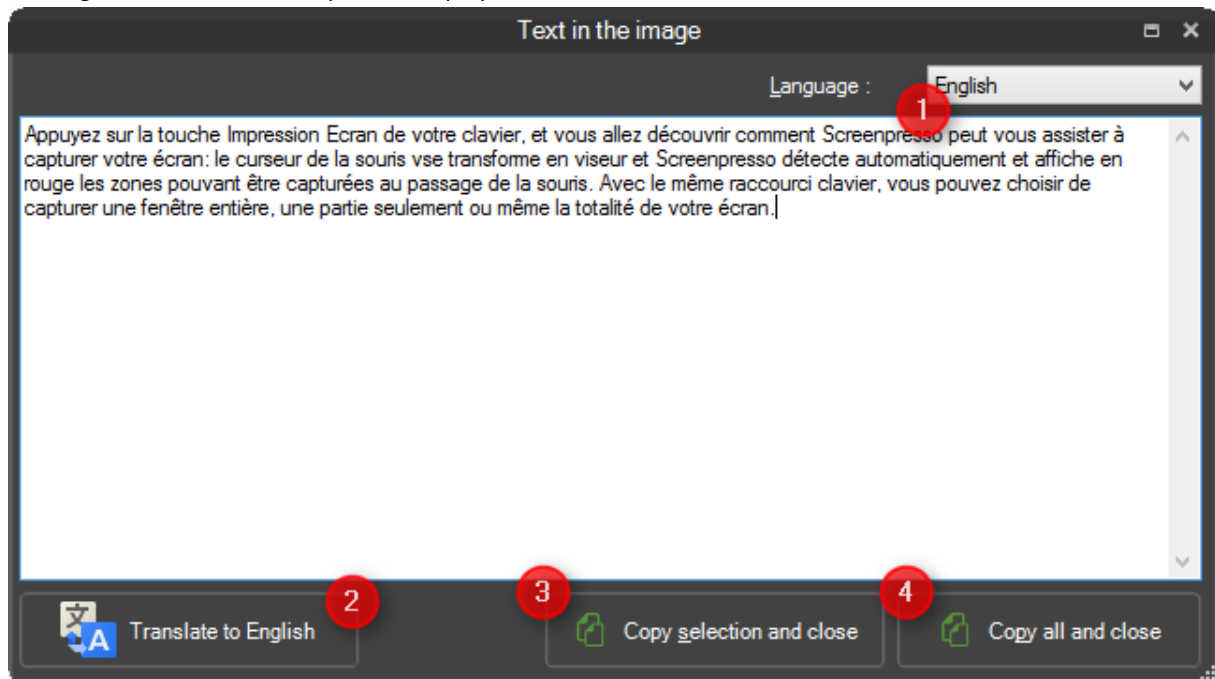 Text in the image
Language :
English
1
Appuyez sur la touche Impression Ecran de votre clavier, et vous allez découvrir comment Screenpresso peut vous assister à
capturer votre écran: le curseur de la souris vse transforme en viseur et Screenpresso détecte automatiquement et affiche en
rouge les zones pouvant être capturées au passage de la souris. Avec le même raccourci clavier, vous pouvez choisir de
capturer une fenêtre entière, une partie seulement ou même la totalité de votre écran.
2
3
4
Translate to English
Copy selection and close
Copy all and close